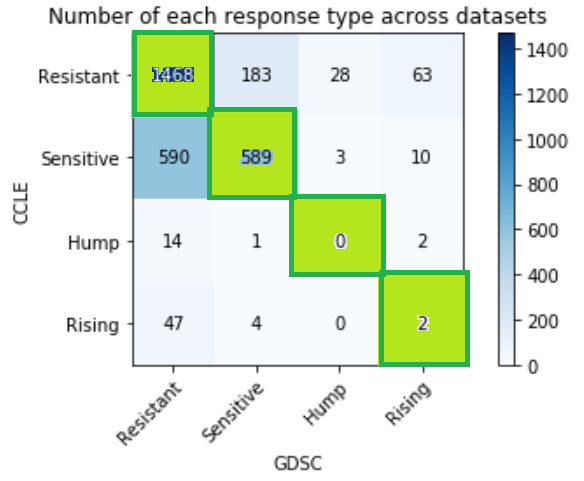 Number of each response type across datasets
Resistant 1468 183 28 63
Sensitive 590 589 3 10
Hump 14 1 0 2
Rising 47 4 0 2
Resistant Sensitive Hump Rising
GDSC
CCLE
1400
1200
1000
800
600
400
200
0